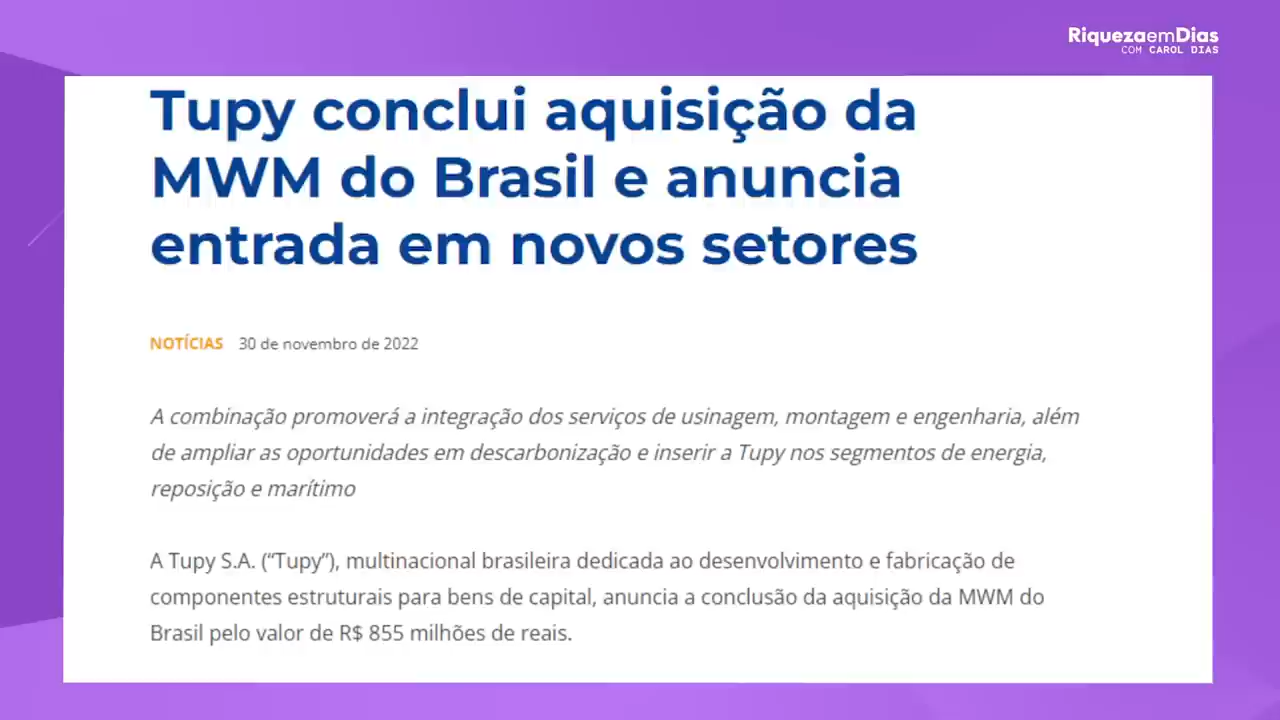 RiquezaemDias
COM CAROL DIAS
Tupy conclui aquisição da
MWM do Brasil e anuncia
entrada em novos setores
NOTÍCIAS 30 de novembro de 2022
A combinação promoverá a integração dos serviços de usinagem, montagem e engenharia, além
de ampliar as oportunidades em descarbonização e inserir a Tupy nos segmentos de energia,
reposição e marítimo
A Tupy S.A. (“Tupy”), multinacional brasileira dedicada ao desenvolvimento e fabricação de
componentes estruturais para bens de capital, anuncia a conclusão da aquisição da MWM do
Brasil pelo valor de R$ 855 milhões de reais.